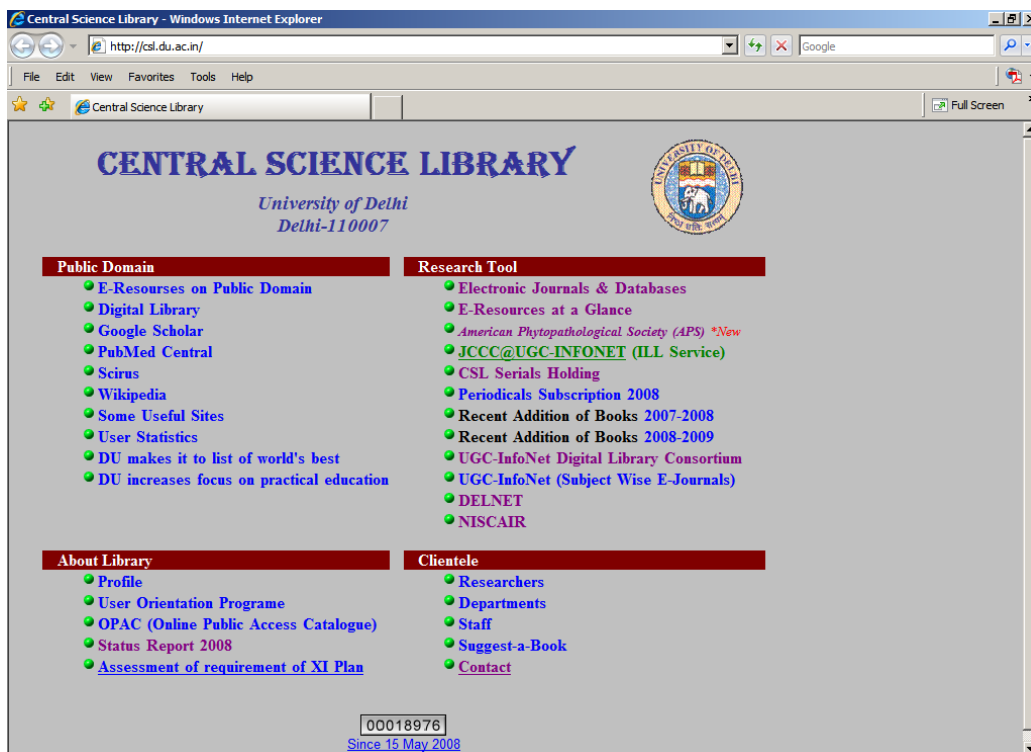 Central Science Library - Windows Internet Explorer
http://csl.du.ac.in/
Google
File Edit View Favorites Tools Help
Central Science Library
Full Screen
CENTRAL SCIENCE LIBRARY
University of Delhi
Delhi-110007
UNIVERSITY OF DELHI
Public Domain
E-Resourses on Public Domain
Digital Library
Google Scholar
PubMed Central
Scirus
Wikipedia
Some Useful Sites
User Statistics
DU makes it to list of world's best
DU increases focus on practical education
Research Tool
Electronic Journals & Databases
E-Resources at a Glance
American Phytopathological Society (APS) *New
JCCC@UGC-INFONET (ILL Service)
CSL Serials Holding
Periodicals Subscription 2008
Recent Addition of Books 2007-2008
Recent Addition of Books 2008-2009
UGC-InfoNet Digital Library Consortium
UGC-InfoNet (Subject Wise E-Journals)
DELNET
NISCAIR
About Library
Profile
User Orientation Programe
OPAC (Online Public Access Catalogue)
Status Report 2008
Assessment of requirement of XI Plan
Clientele
Researchers
Departments
Staff
Suggest-a-Book
Contact
00018976
Since 15 May 2008